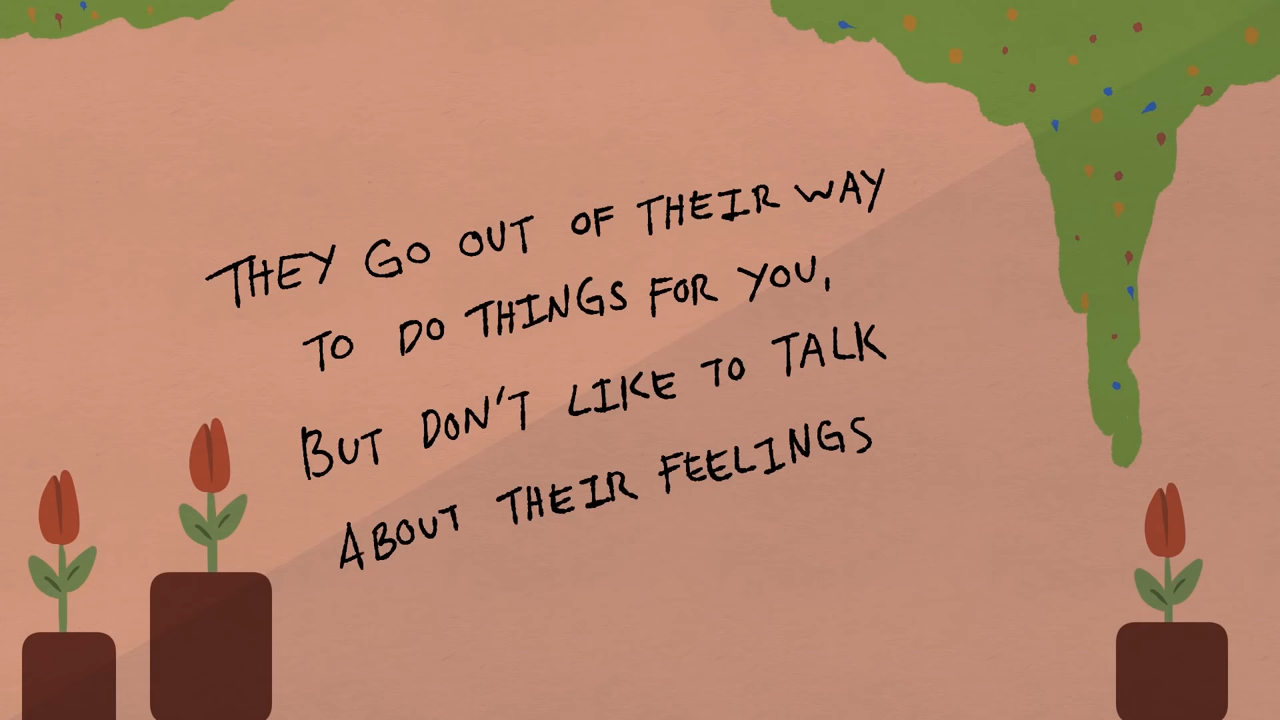 THEY GO OUT OF THEIR WAY
TO DO THINGS FOR YOU,
BUT DON'T LIKE TO TALK
ABOUT THEIR FEELINGS